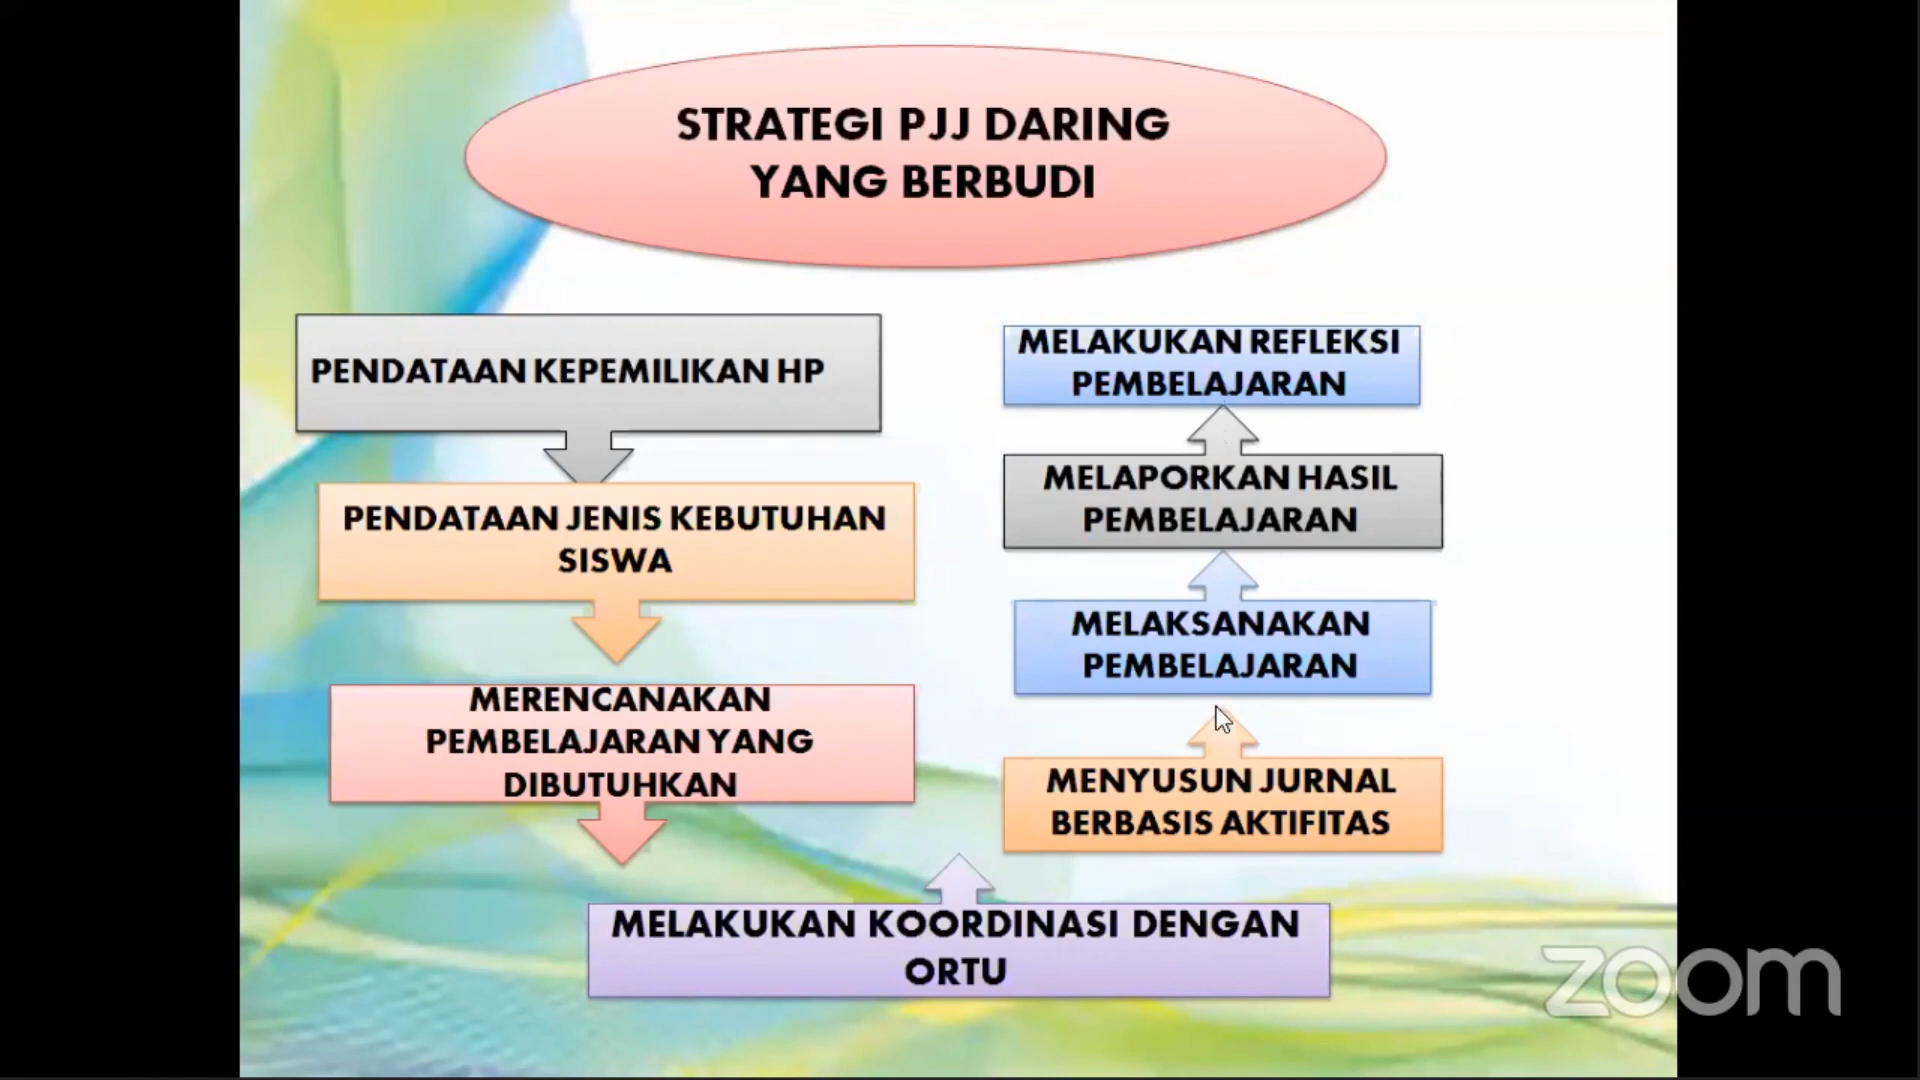 STRATEGI PJJ DARING
YANG BERBUDI
PENDATAAN KEPEMILIKAN HP
PENDATAAN JENIS KEBUTUHAN
SISWA
MERENCANAKAN
PEMBELAJARAN YANG
DIBUTUHKAN
MELAKUKAN KOORDINASI DENGAN
ORTU
MENYUSUN JURNAL
BERBASIS AKTIFITAS
MELAKSANAKAN
PEMBELAJARAN
MELAPORKAN HASIL
PEMBELAJARAN
MELAKUKAN REFLEKSI
PEMBELAJARAN
zoom